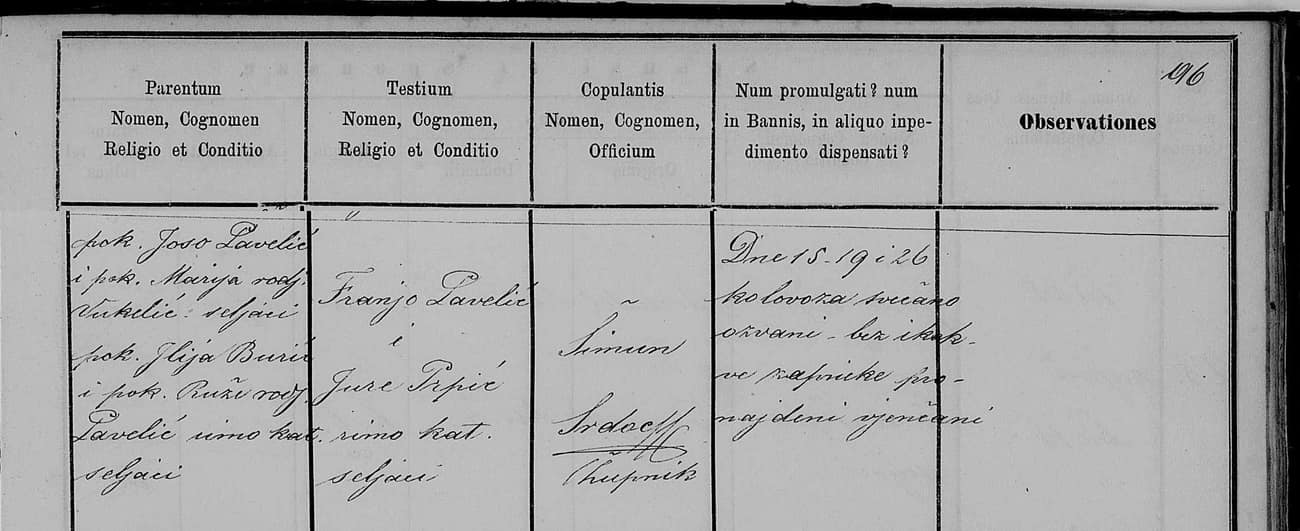 196
Parentum
Nomen, Cognomen
Religio et Conditio
Testium
Nomen, Cognomen,
Religio et Conditio
Copulantis
Nomen, Cognomen,
Officium
Num promulgati? num
in Bannis, in aliquo inpe-
dimento dispensati?
Observationes
pok. Joso Pavelić
i pok. Marija rodj.
Vukelić: seljaci
pok. Ilija Burić
i pok. Ruže rodj.
Pavelić rimo kat.
seljaci
Franjo Pavelić
i
Jure Prpić
rimo kat.
seljaci
Šimun
Srdoc
Župnik
Dne 15 - 19 i 26
kolovoza svečano
ozvani - bez ikak-
ve zapreke pro-
najdeni vjenčani